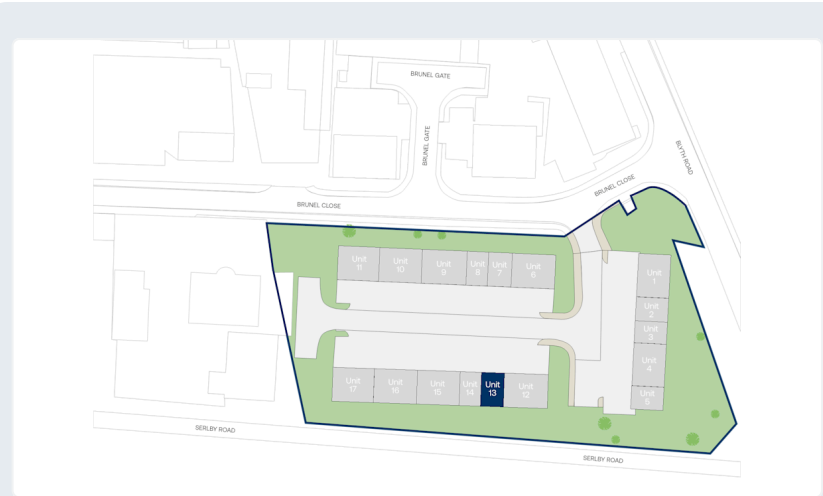 BRUNEL GATE
BRUNEL GATE
BLYTH ROAD
BRUNEL CLOSE
BRUNEL CLOSE
Unit
11
Unit
10
Unit
9
Unit
8
Unit
7
Unit
6
Unit
1
Unit
2
Unit
3
Unit
4
Unit
5
Unit
17
Unit
16
Unit
15
Unit
14
Unit
13
Unit
12
SERLBY ROAD
SERLBY ROAD